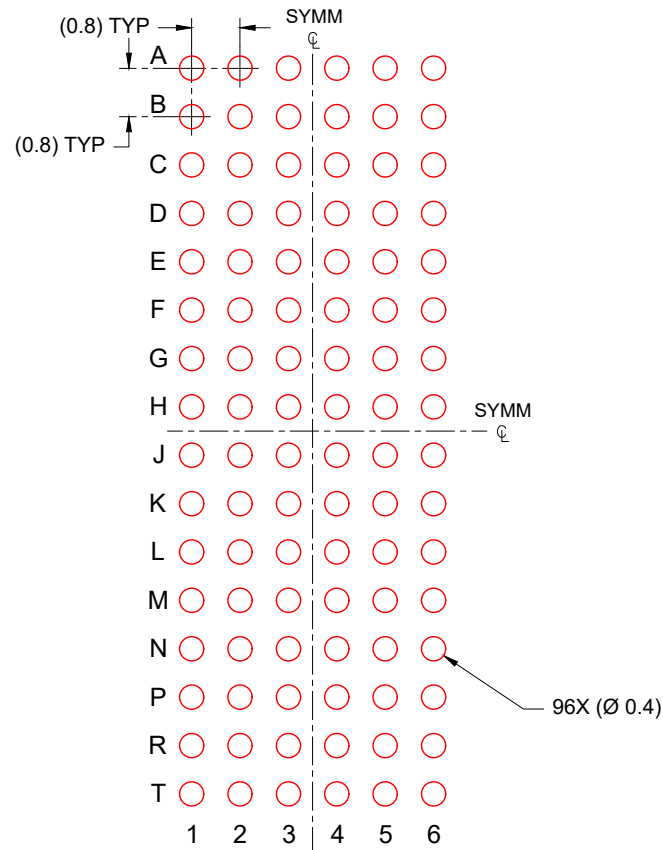 (0.8) TYP
SYMM
℄
A
B
(0.8) TYP
C
D
E
F
G
H
SYMM
℄
J
K
L
M
N
P
96X (Ø 0.4)
R
T
1 2 3 4 5 6